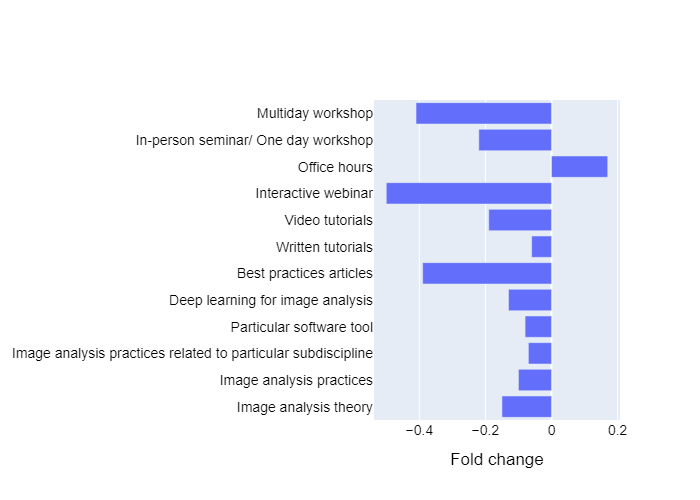 Multiday workshop
In-person seminar/ One day workshop
Office hours
Interactive webinar
Video tutorials
Written tutorials
Best practices articles
Deep learning for image analysis
Particular software tool
Image analysis practices related to particular subdiscipline
Image analysis practices
Image analysis theory
−0.4 −0.2 0 0.2
Fold change